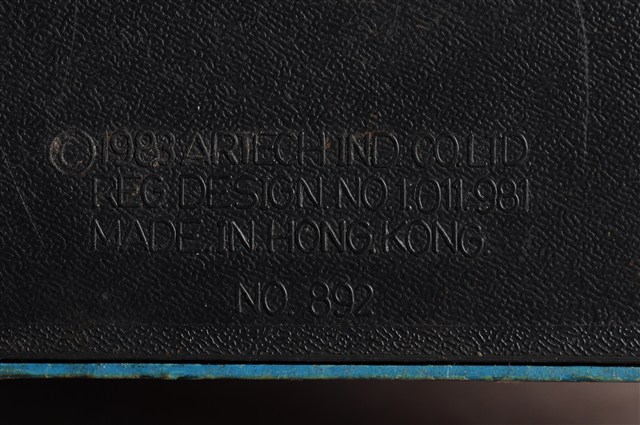 © 1983 ARTECH IND. CO. LTD.
REG. DESIGN. NO 1.011.981
MADE. IN. HONG. KONG.
NO. 892